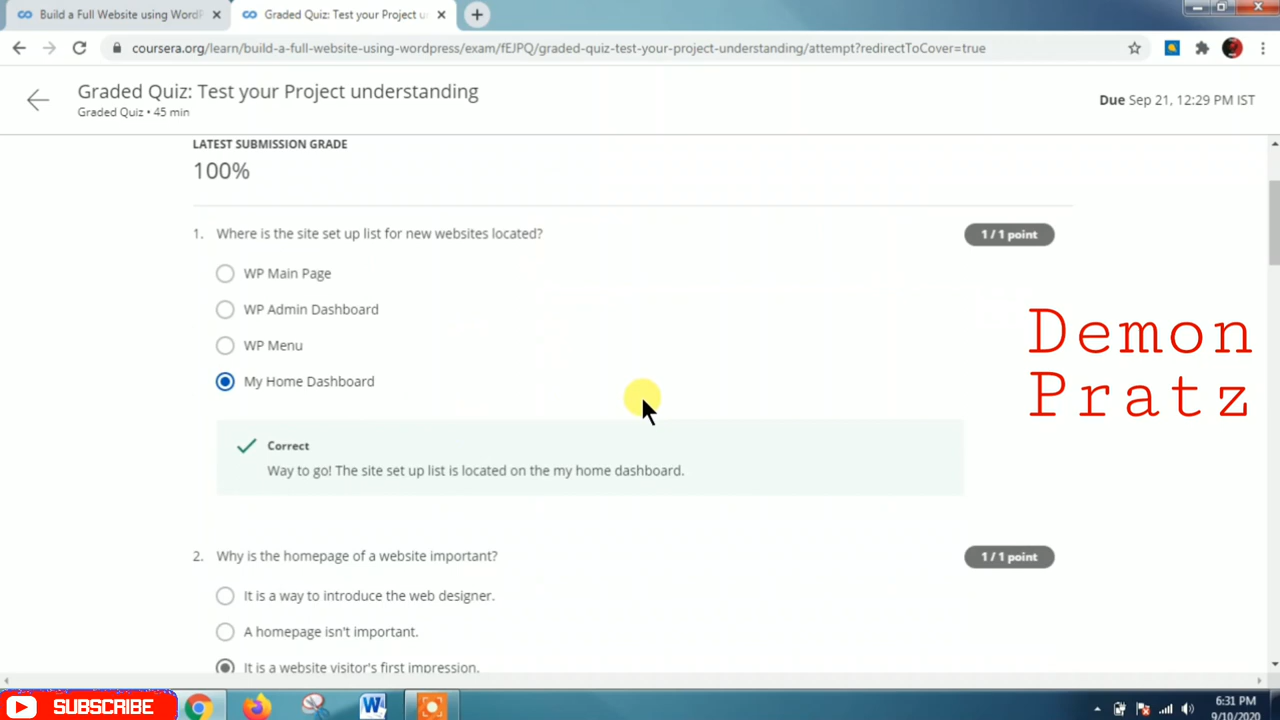 Build a Full Website using WordP
Graded Quiz: Test your Project u
coursera.org/learn/build-a-full-website-using-wordpress/exam/fEJPQ/graded-quiz-test-your-project-understanding/attempt?redirectToCover=true
Graded Quiz: Test your Project understanding
Graded Quiz • 45 min
Due Sep 21, 12:29 PM IST
LATEST SUBMISSION GRADE
100%
1. Where is the site set up list for new websites located?
1 / 1 point
WP Main Page
WP Admin Dashboard
WP Menu
My Home Dashboard
Demon
Pratz
Correct
Way to go! The site set up list is located on the my home dashboard.
2. Why is the homepage of a website important?
1 / 1 point
It is a way to introduce the web designer.
A homepage isn't important.
It is a website visitor's first impression.
SUBSCRIBE
6:31 PM
9/10/2020